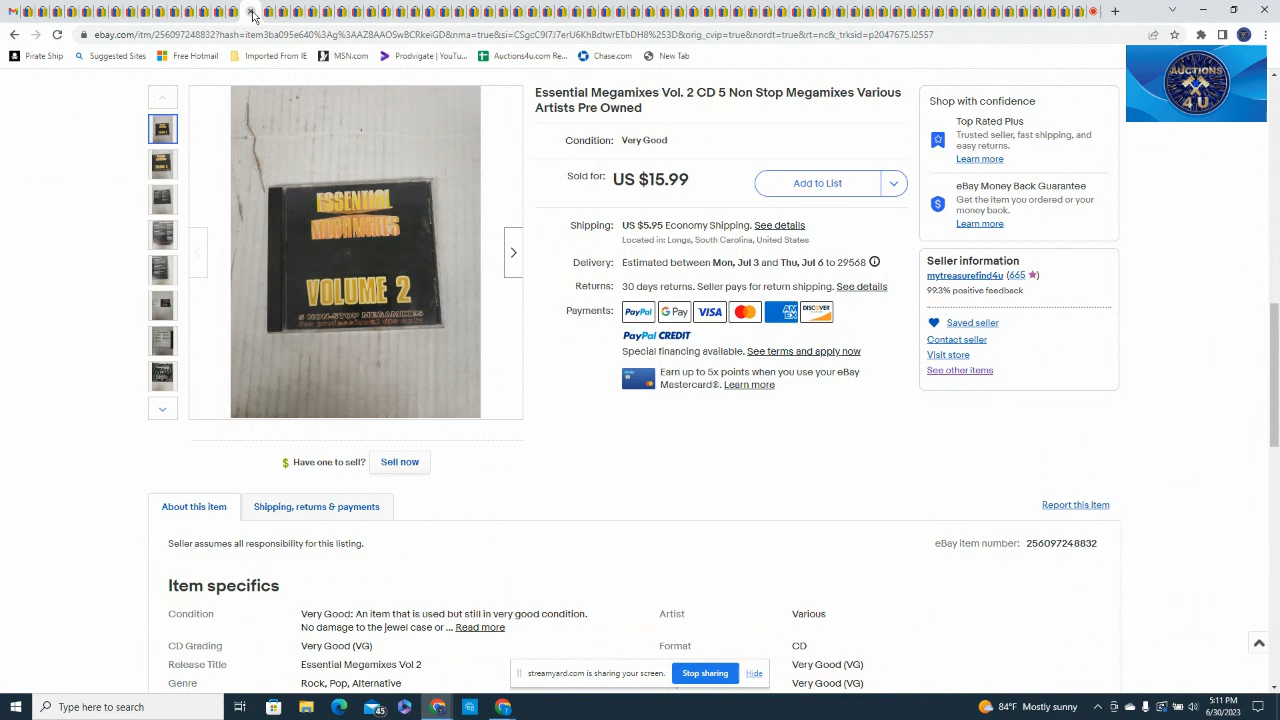 ebay.com/itm/256097248832?hash=item3ba095e640%3Ag%3AAZ8AAOSwBCRkeiGD&nma=true&si=CSgcC9I7J7erU6KhBdtwrETbDH8%253D&orig_cvip=true&nordt=true&rt=nc&_trksid=p2047675.l2557
Pirate Ship
Suggested Sites
Free Hotmail
Imported From IE
MSN.com
Prodvigate | YouTu...
Auctions4u.com Re...
Chase.com
New Tab
AUCTIONS
4 U
Essential Megamixes Vol. 2 CD 5 Non Stop Megamixes Various
Artists Pre Owned
Condition: Very Good
Sold for: US $15.99
Add to List
Shipping: US $5.95 Economy Shipping. See details
Located in: Longs, South Carolina, United States
Delivery: Estimated between Mon, Jul 3 and Thu, Jul 6 to 29568
Returns: 30 days returns. Seller pays for return shipping. See details
Payments: PayPal G Pay VISA AM EX DISCOVER
PayPal CREDIT
Special financing available. See terms and apply now
Earn up to 5x points when you use your eBay
Mastercard®. Learn more
Shop with confidence
Top Rated Plus
Trusted seller, fast shipping, and
easy returns.
Learn more
eBay Money Back Guarantee
Get the item you ordered or your
money back.
Learn more
Seller information
mytreasurefind4u (665)
99.3% positive feedback
Saved seller
Contact seller
Visit store
See other items
ESSENTIAL
MEGAMIXES
VOLUME 2
5 NON-STOP MEGAMIXES
for professional djs only
Have one to sell? Sell now
About this item
Shipping, returns & payments
Report this item
Seller assumes all responsibility for this listing.
eBay item number: 256097248832
Item specifics
Condition
Very Good: An item that is used but still in very good condition.
No damage to the jewel case or ... Read more
Artist
Various
CD Grading
Very Good (VG)
Format
CD
Release Title
Essential Megamixes Vol 2
Very Good (VG)
Genre
Rock, Pop, Alternative
Very Good (VG)
streamyard.com is sharing your screen.
Stop sharing
Hide
Type here to search
45
84°F Mostly sunny
5:11 PM
6/30/2023